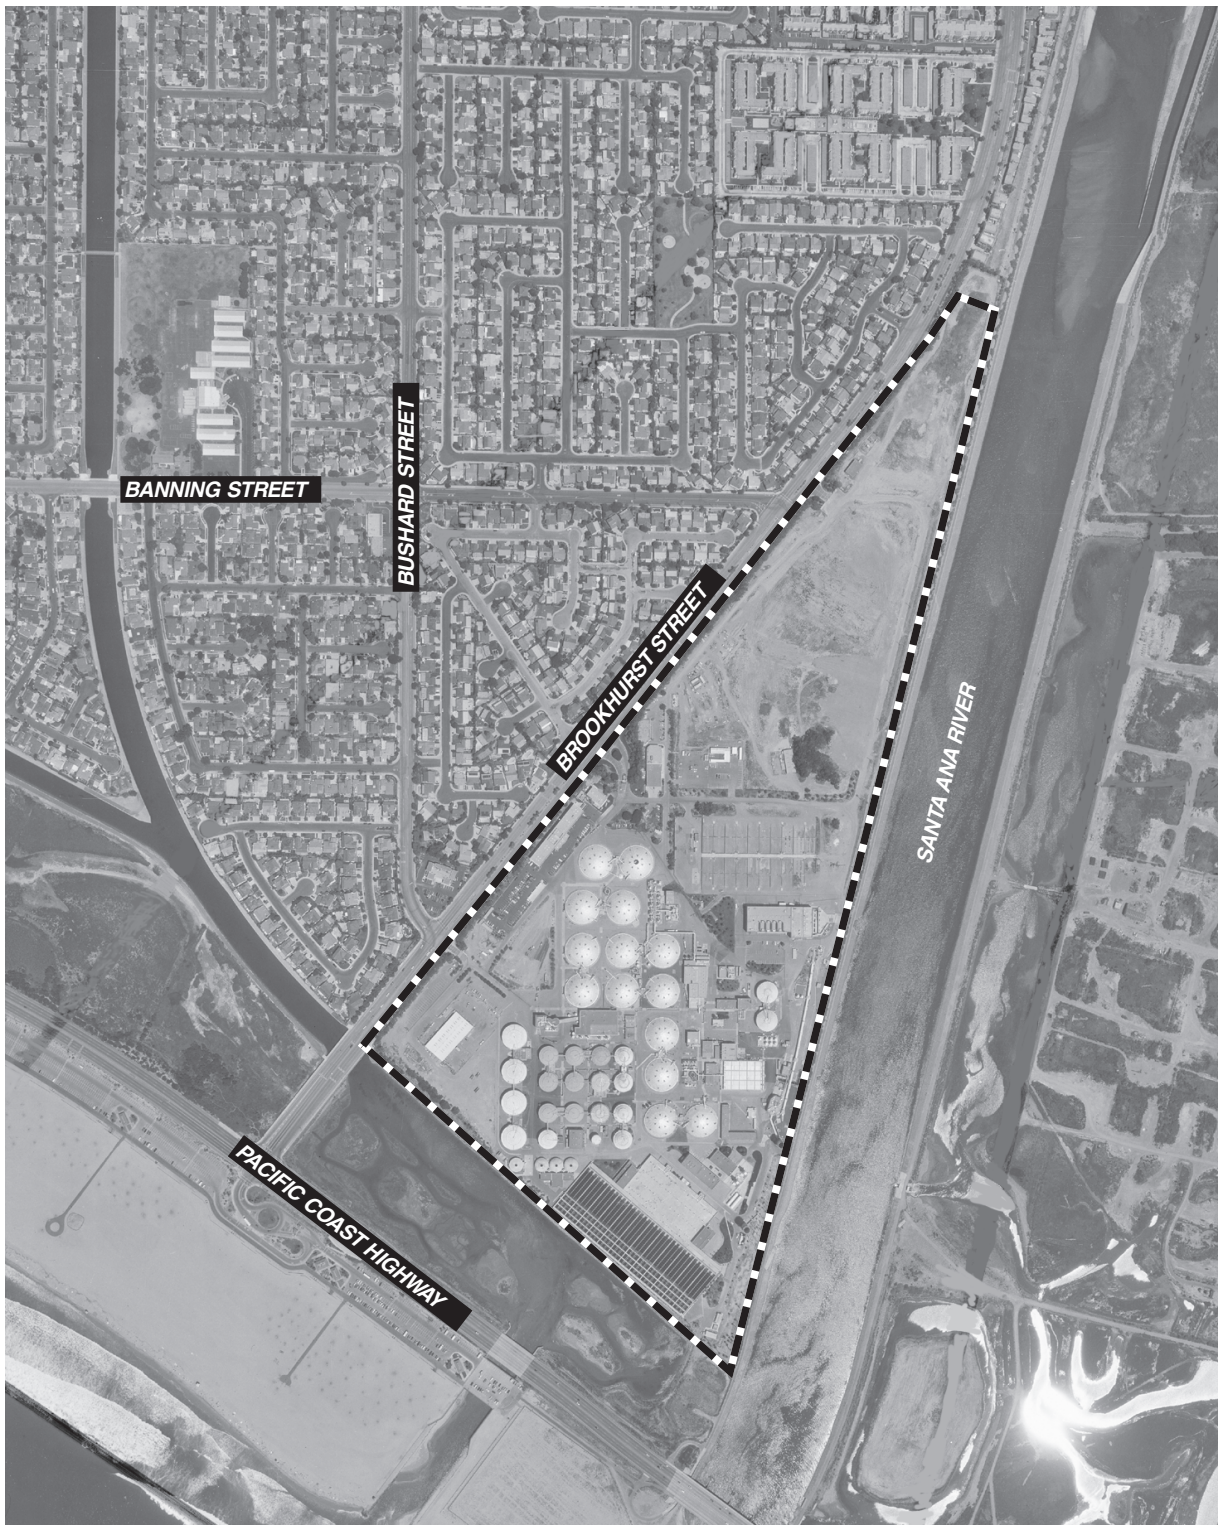 BANNING STREET
BUSHARD STREET
BROOKHURST STREET
SANTA ANA RIVER
PACIFIC COAST HIGHWAY